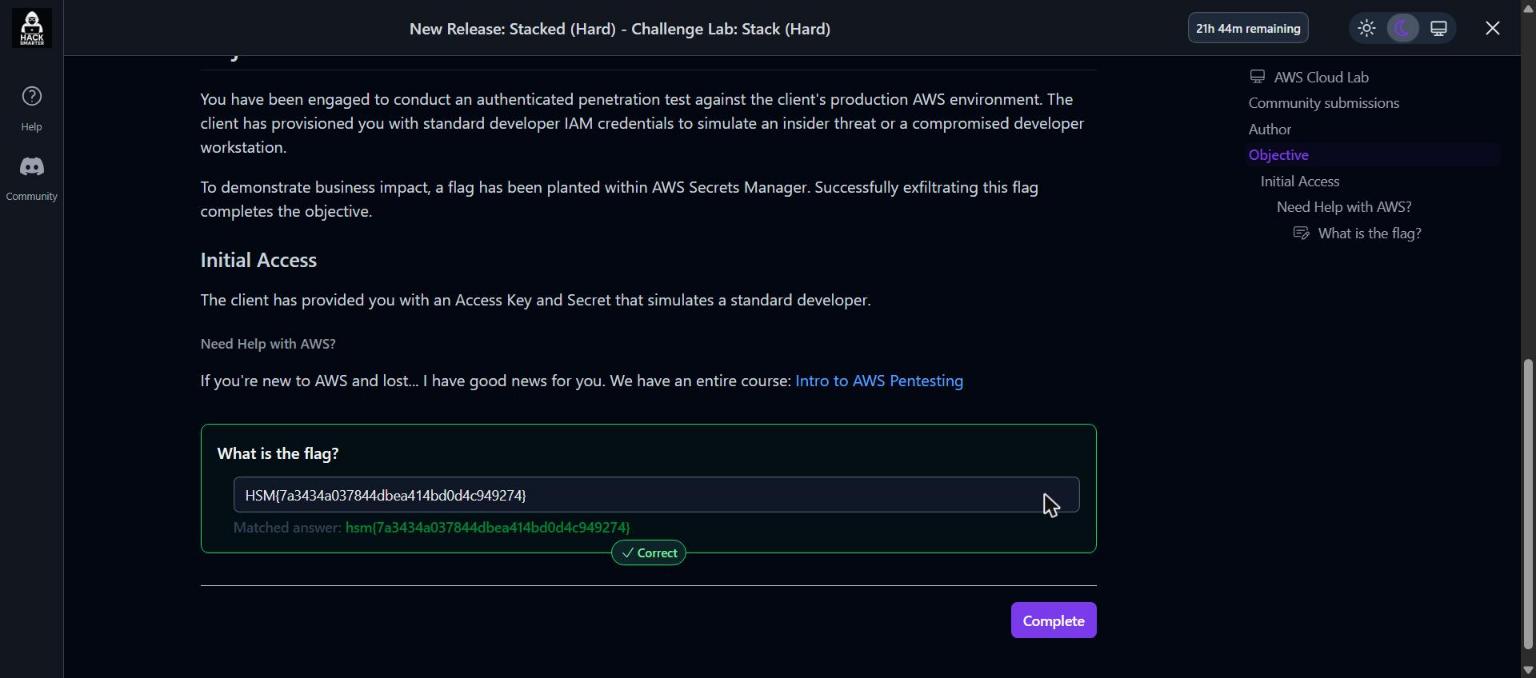 HACK
SMARTER
New Release: Stacked (Hard) - Challenge Lab: Stack (Hard)
21h 44m remaining
Help
Community
You have been engaged to conduct an authenticated penetration test against the client's production AWS environment. The
client has provisioned you with standard developer IAM credentials to simulate an insider threat or a compromised developer
workstation.
To demonstrate business impact, a flag has been planted within AWS Secrets Manager. Successfully exfiltrating this flag
completes the objective.
Initial Access
The client has provided you with an Access Key and Secret that simulates a standard developer.
Need Help with AWS?
If you're new to AWS and lost... I have good news for you. We have an entire course: Intro to AWS Pentesting
What is the flag?
HSM{7a3434a037844dbea414bd0d4c949274}
Matched answer: hsm{7a3434a037844dbea414bd0d4c949274}
Correct
Complete
AWS Cloud Lab
Community submissions
Author
Objective
Initial Access
Need Help with AWS?
What is the flag?